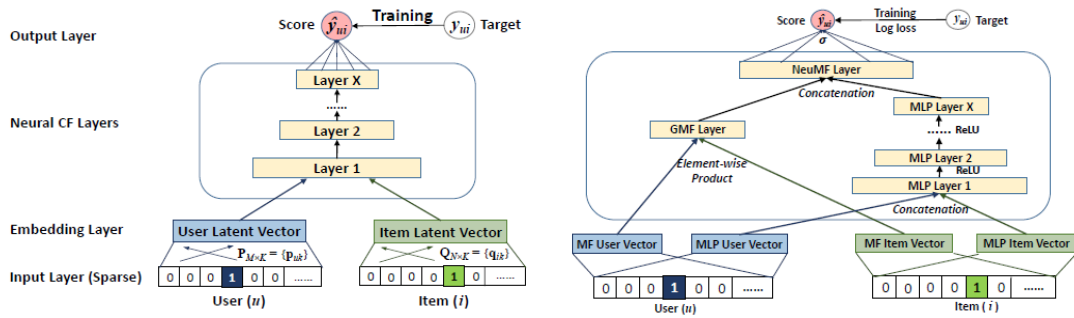 Output Layer
Score ŷui Training yui Target
Layer X
......
Neural CF Layers
Layer 2
Layer 1
Embedding Layer
User Latent Vector
Item Latent Vector
P M×K = {p uk}
Q N×K = {q ik}
Input Layer (Sparse)
0 0 0 1 0 0 ......
0 0 0 0 1 0 ......
User (u)
Item (i)
Score ŷui Training yui Target
Log loss
σ
NeuMF Layer
Concatenation
MLP Layer X
GMF Layer
...... ReLU
Element-wise
Product
MLP Layer 2
ReLU
MLP Layer 1
Concatenation
MF User Vector
MLP User Vector
MF Item Vector
MLP Item Vector
0 0 0 1 0 0 ......
0 0 0 0 1 0 ......
User (u)
Item (i)